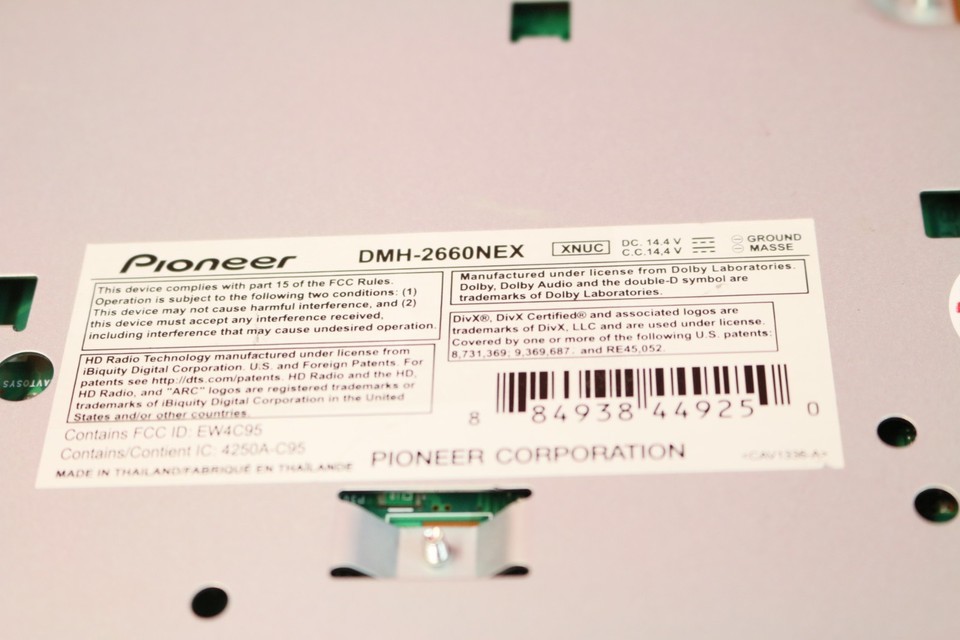 Pioneer
DMH-2660NEX
XNUC
DC. 14,4 V
C.C.14,4 V
GROUND
MASSE
This device complies with part 15 of the FCC Rules.
Operation is subject to the following two conditions: (1)
This device may not cause harmful interference, and (2)
this device must accept any interference received,
including interference that may cause undesired operation.
HD Radio Technology manufactured under license from
iBiquity Digital Corporation. U.S. and Foreign Patents. For
patents see http://dts.com/patents. HD Radio and the HD,
HD Radio, and "ARC" logos are registered trademarks or
trademarks of iBiquity Digital Corporation in the United
States and/or other countries.
Contains FCC ID: EW4C95
Contains/Contient IC: 4250A-C95
MADE IN THAILAND/FABRIQUÉ EN THAÏLANDE
Manufactured under license from Dolby Laboratories.
Dolby, Dolby Audio and the double-D symbol are
trademarks of Dolby Laboratories.
DivX®, DivX Certified® and associated logos are
trademarks of DivX, LLC and are used under license.
Covered by one or more of the following U.S. patents:
8,731,369; 9,369,687; and RE45,052.
8 84938 44925 0
PIONEER CORPORATION
<CAV1336-A>
AVTOSYS